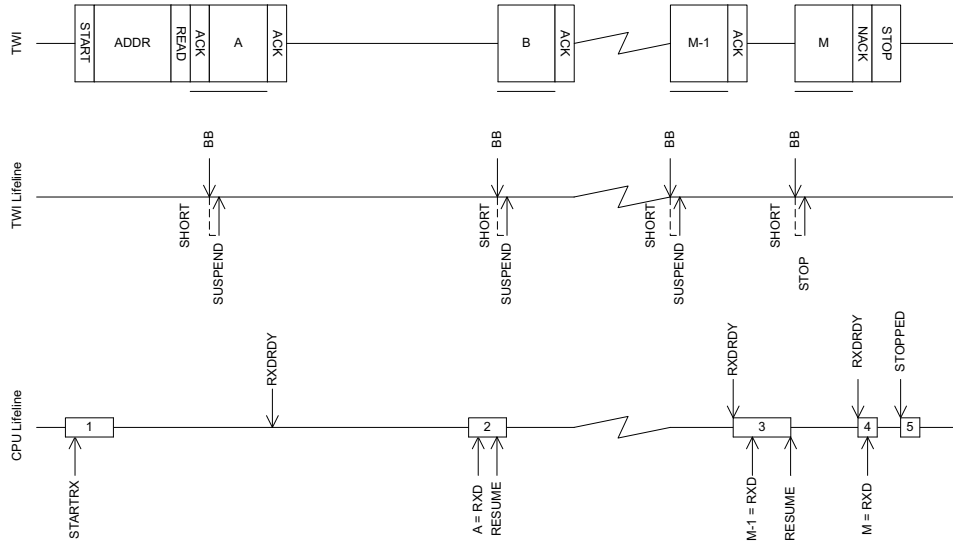 TWI
START
ADDR
READ
ACK
A
ACK
B
ACK
M-1
ACK
M
NACK
STOP
TWI Lifeline
BB
BB
BB
BB
SHORT
SUSPEND
SHORT
SUSPEND
SHORT
SUSPEND
SHORT
STOP
CPU Lifeline
RXDRDY
RXDRDY
RXDRDY
STOPPED
1
2
3
4
5
STARTRX
A = RXD
RESUME
M-1 = RXD
RESUME
M = RXD